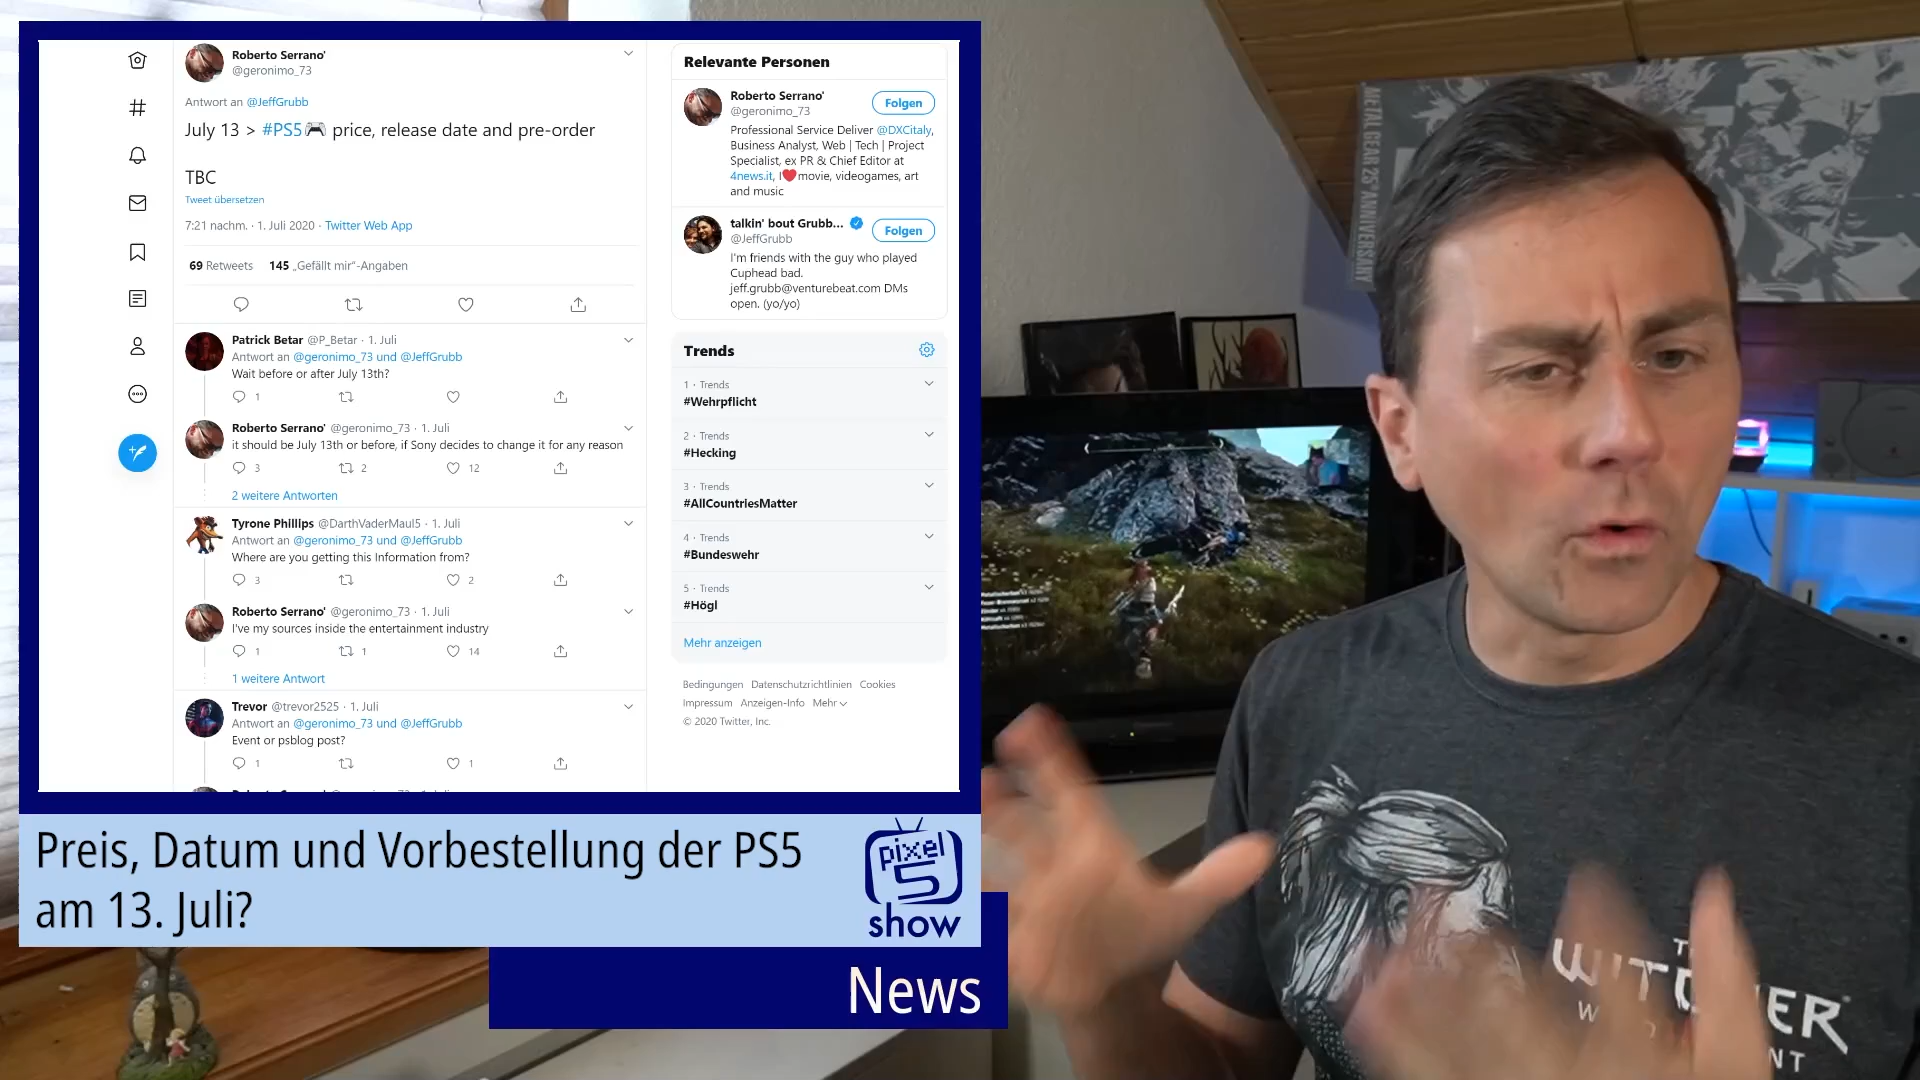 Roberto Serrano'
@geronimo_73
Antwort an @JeffGrubb
July 13 > #PS5🎮 price, release date and pre-order
TBC
Tweet übersetzen
7:21 nachm. · 1. Juli 2020 · Twitter Web App
69 Retweets 145 „Gefällt mir“-Angaben
Patrick Betar @P_Betar · 1. Juli
Antwort an @geronimo_73 und @JeffGrubb
Wait before or after July 13th?
1
Roberto Serrano' @geronimo_73 · 1. Juli
it should be July 13th or before, if Sony decides to change it for any reason
3 2 12
2 weitere Antworten
Tyrone Phillips @DarthVaderMaul5 · 1. Juli
Antwort an @geronimo_73 und @JeffGrubb
Where are you getting this Information from?
3 2
Roberto Serrano' @geronimo_73 · 1. Juli
I've my sources inside the entertainment industry
1 1 14
1 weitere Antwort
Trevor @trevor2525 · 1. Juli
Antwort an @geronimo_73 und @JeffGrubb
Event or psblog post?
1 1
Relevante Personen
Roberto Serrano'
@geronimo_73
Folgen
Professional Service Deliver @DXCitaly,
Business Analyst, Web | Tech | Project
Specialist, ex PR & Chief Editor at
4news.it, I❤️movie, videogames, art
and music
talkin' bout Grubb...
@JeffGrubb
Folgen
I'm friends with the guy who played
Cuphead bad.
jeff.grubb@venturebeat.com DMs
open. (yo/yo)
Trends
1 · Trends
#Wehrpflicht
2 · Trends
#Hecking
3 · Trends
#AllCountriesMatter
4 · Trends
#Bundeswehr
5 · Trends
#Högl
Mehr anzeigen
Bedingungen Datenschutzrichtlinien Cookies
Impressum Anzeigen-Info Mehr
© 2020 Twitter, Inc.
Preis, Datum und Vorbestellung der PS5
am 13. Juli?
pixel
5
show
News
METAL GEAR 25th ANNIVERSARY
WITCHER